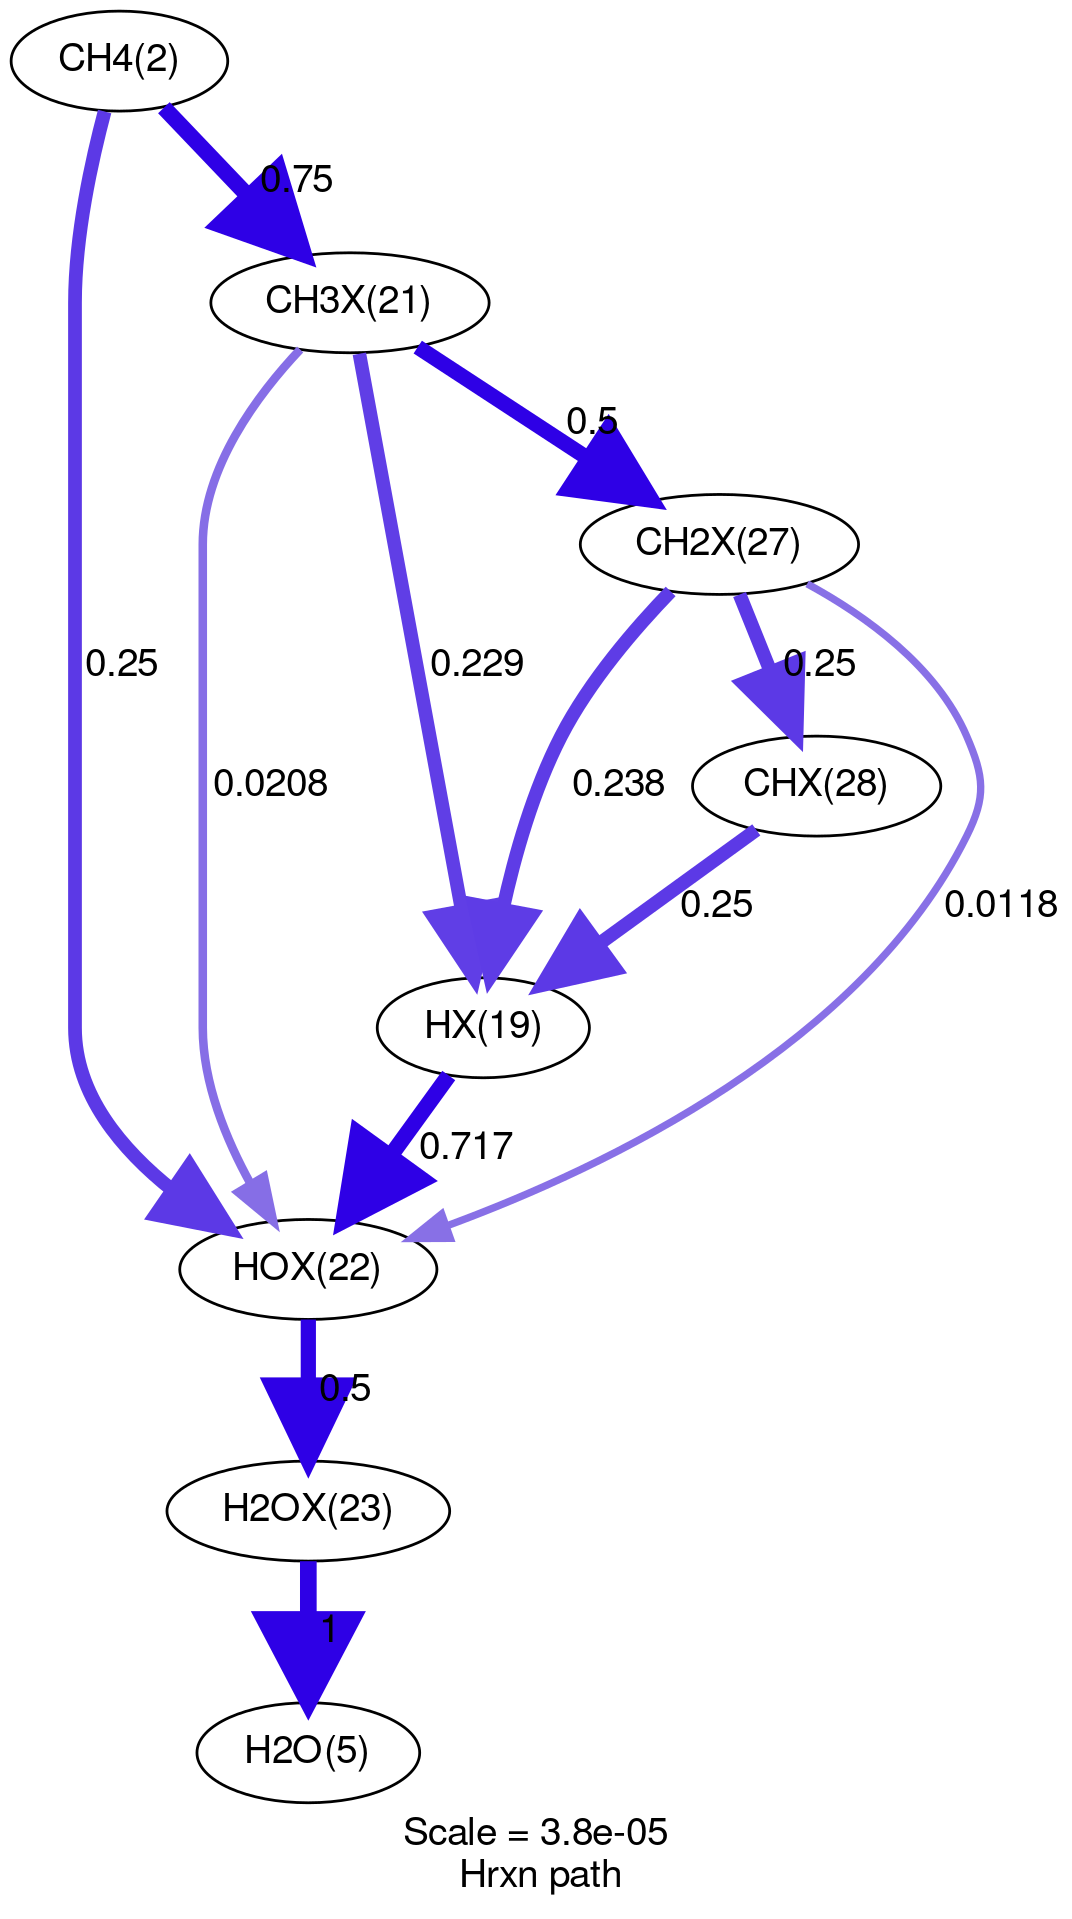 CH4(2)
0.75
CH3X(21)
0.5
CH2X(27)
0.25
0.229
0.25
0.0208
0.238
CHX(28)
0.25
0.0118
HX(19)
0.717
HOX(22)
0.5
H2OX(23)
1
H2O(5)
Scale = 3.8e-05
Hrxn path